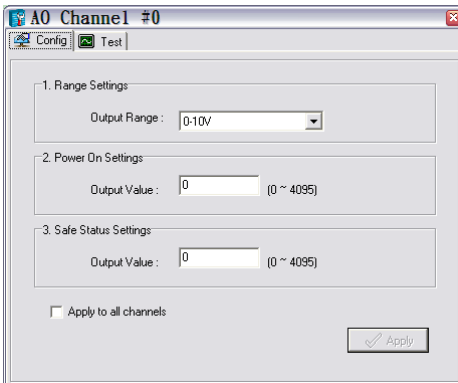 AO Channel #0
Config Test
1. Range Settings
Output Range : 0-10V
2. Power On Settings
Output Value : 0 (0 ~ 4095)
3. Safe Status Settings
Output Value : 0 (0 ~ 4095)
Apply to all channels
Apply